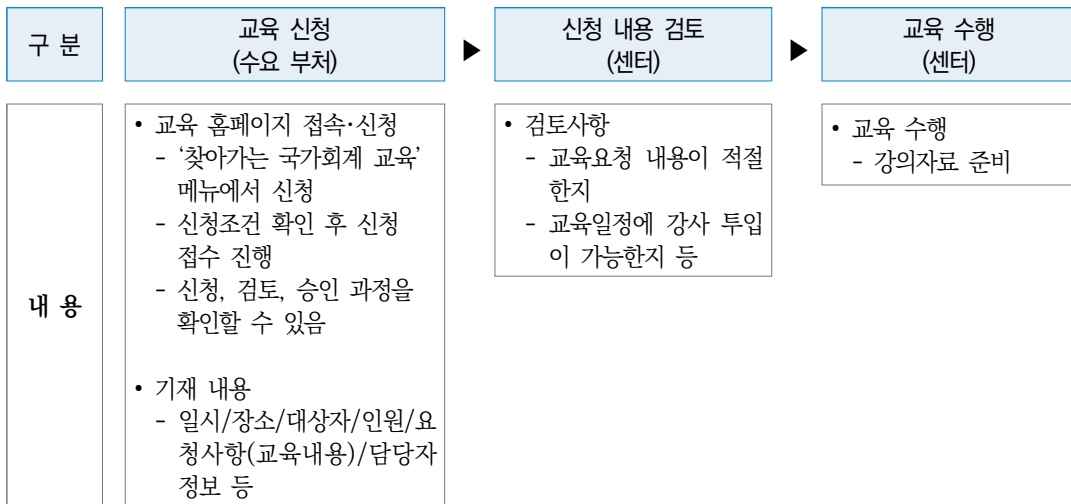 구 분
교육 신청
(수요 부처)
▶
신청 내용 검토
(센터)
▶
교육 수행
(센터)
내 용
• 교육 홈페이지 접속·신청
- ‘찾아가는 국가회계 교육’
메뉴에서 신청
- 신청조건 확인 후 신청
접수 진행
- 신청, 검토, 승인 과정을
확인할 수 있음
• 기재 내용
- 일시/장소/대상자/인원/요
청사항(교육내용)/담당자
정보 등
• 검토사항
- 교육요청 내용이 적절
한지
- 교육일정에 강사 투입
이 가능한지 등
• 교육 수행
- 강의자료 준비